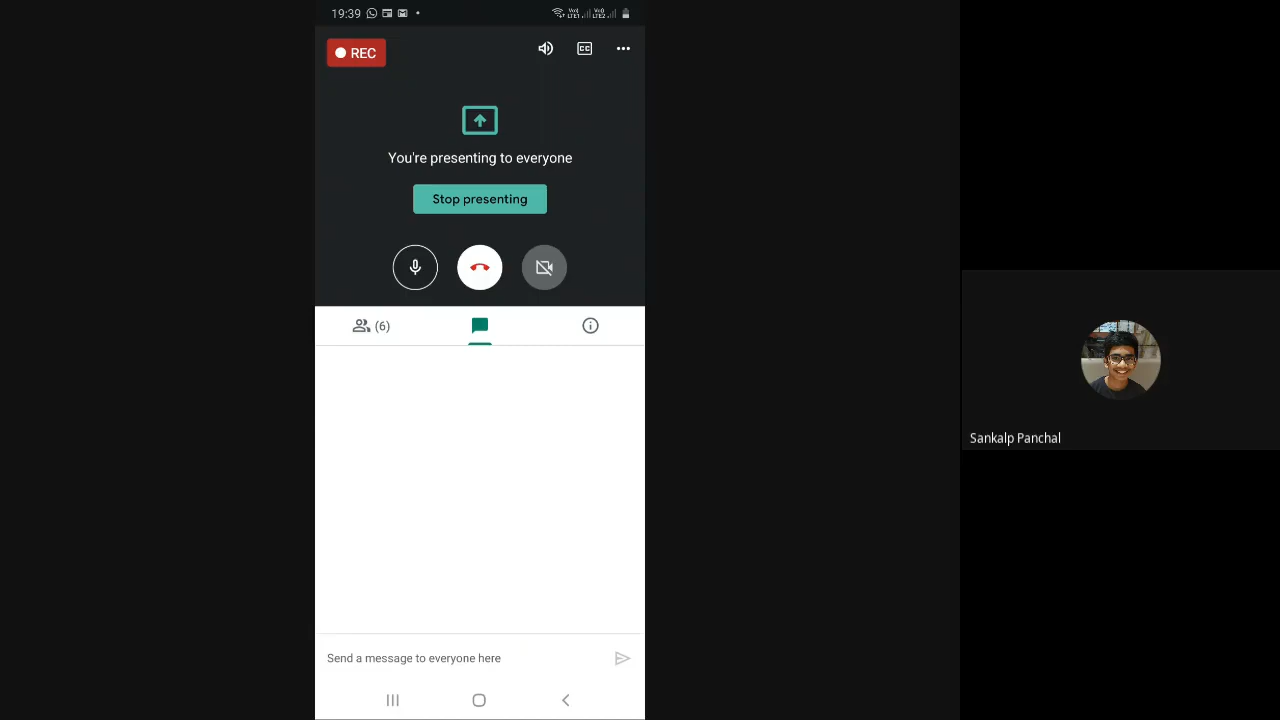 19:39
REC
You're presenting to everyone
Stop presenting
(6)
Sankalp Panchal
Send a message to everyone here